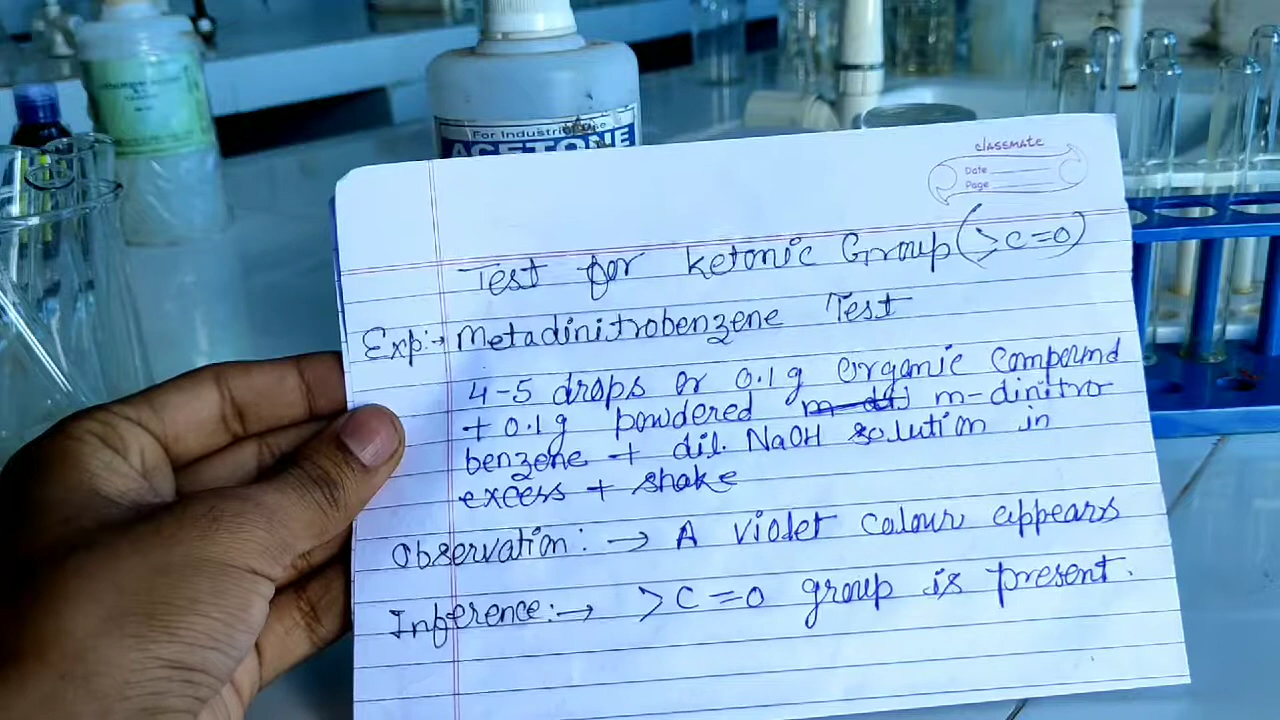 For Industrial Use
ACETONE
classmate
Date
Page
Test for ketonic Group (>C=O)
Exp:→ Metadinitrobenzene Test
4-5 drops or 0.1g organic compound
+ 0.1g powdered m-dinitro
benzene + dil. NaOH solution in
excess + shake
Observation: → A violet colour appears
Inference:→ >C=O group is present.